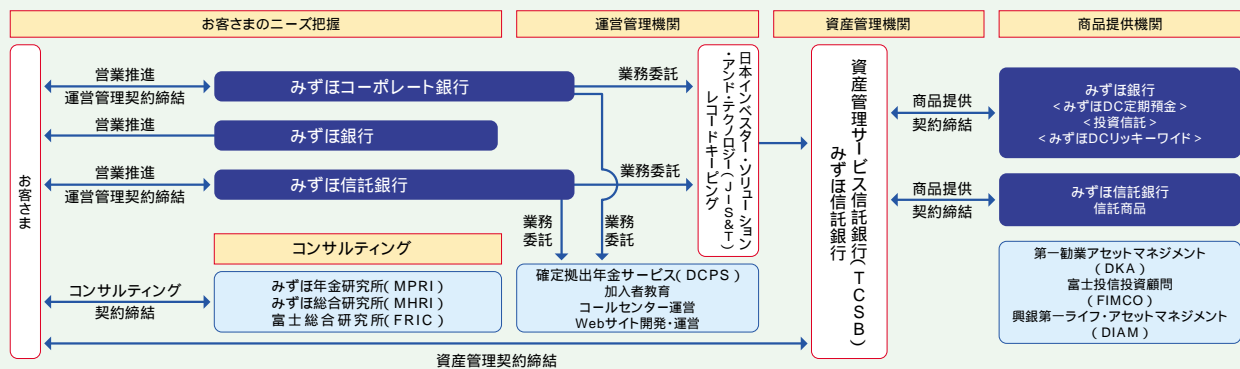 お客さまのニーズ把握
運営管理機関
資産管理機関
商品提供機関
お客さま
営業推進
運営管理契約締結
みずほコーポレート銀行
業務委託
営業推進
みずほ銀行
営業推進
運営管理契約締結
みずほ信託銀行
業務委託
業務
委託
業務
委託
日本インベスター・ソリューション
・アンド・テクノロジー(JIS&T)
レコードキーピング
資産管理サービス信託銀行(TCSB)
みずほ信託銀行
商品提供
契約締結
みずほ銀行
<みずほDC定期預金>
<投資信託>
<みずほDCリッキーワイド>
商品提供
契約締結
みずほ信託銀行
信託商品
コンサルティング
コンサルティング
契約締結
みずほ年金研究所(MPRI)
みずほ総合研究所(MHRI)
富士総合研究所(FRIC)
確定拠出年金サービス(DCPS)
加入者教育
コールセンター運営
Webサイト開発・運営
第一勧業アセットマネジメント
(DKA)
富士投信投資顧問
(FIMCO)
興銀第一ライフ・アセットマネジメント
(DIAM)
資産管理契約締結